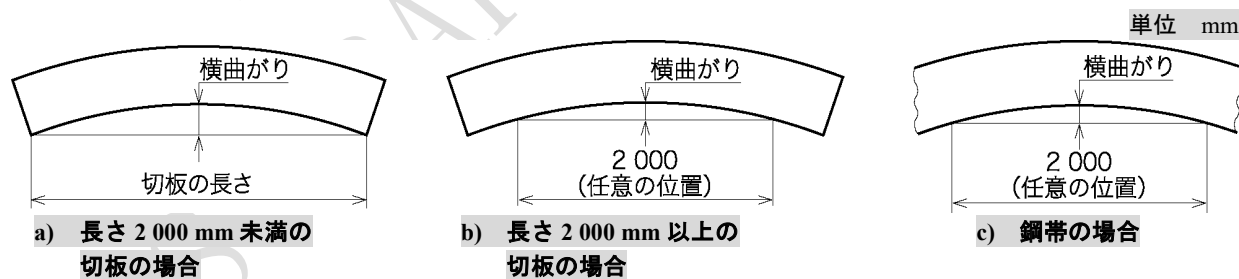 単位 mm
横曲がり
切板の長さ
a) 長さ 2 000 mm 未満の
切板の場合
横曲がり
2 000
(任意の位置)
b) 長さ 2 000 mm 以上の
切板の場合
横曲がり
2 000
(任意の位置)
c) 鋼帯の場合